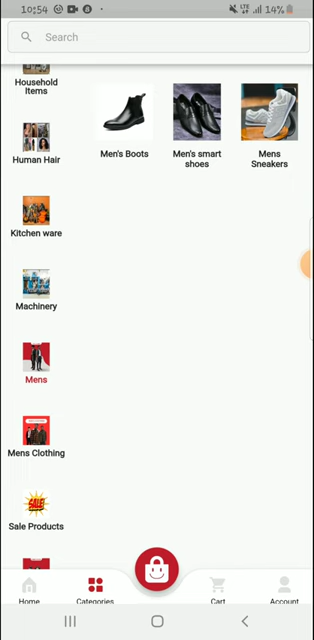 10:54
LTE
14%
Search
Household
Items
Men's Boots
Men's smart
shoes
Mens
Sneakers
Human Hair
Kitchen ware
Machinery
Mens
Mens Clothing
SALE!
Sale Products
Home
Categories
Cart
Account